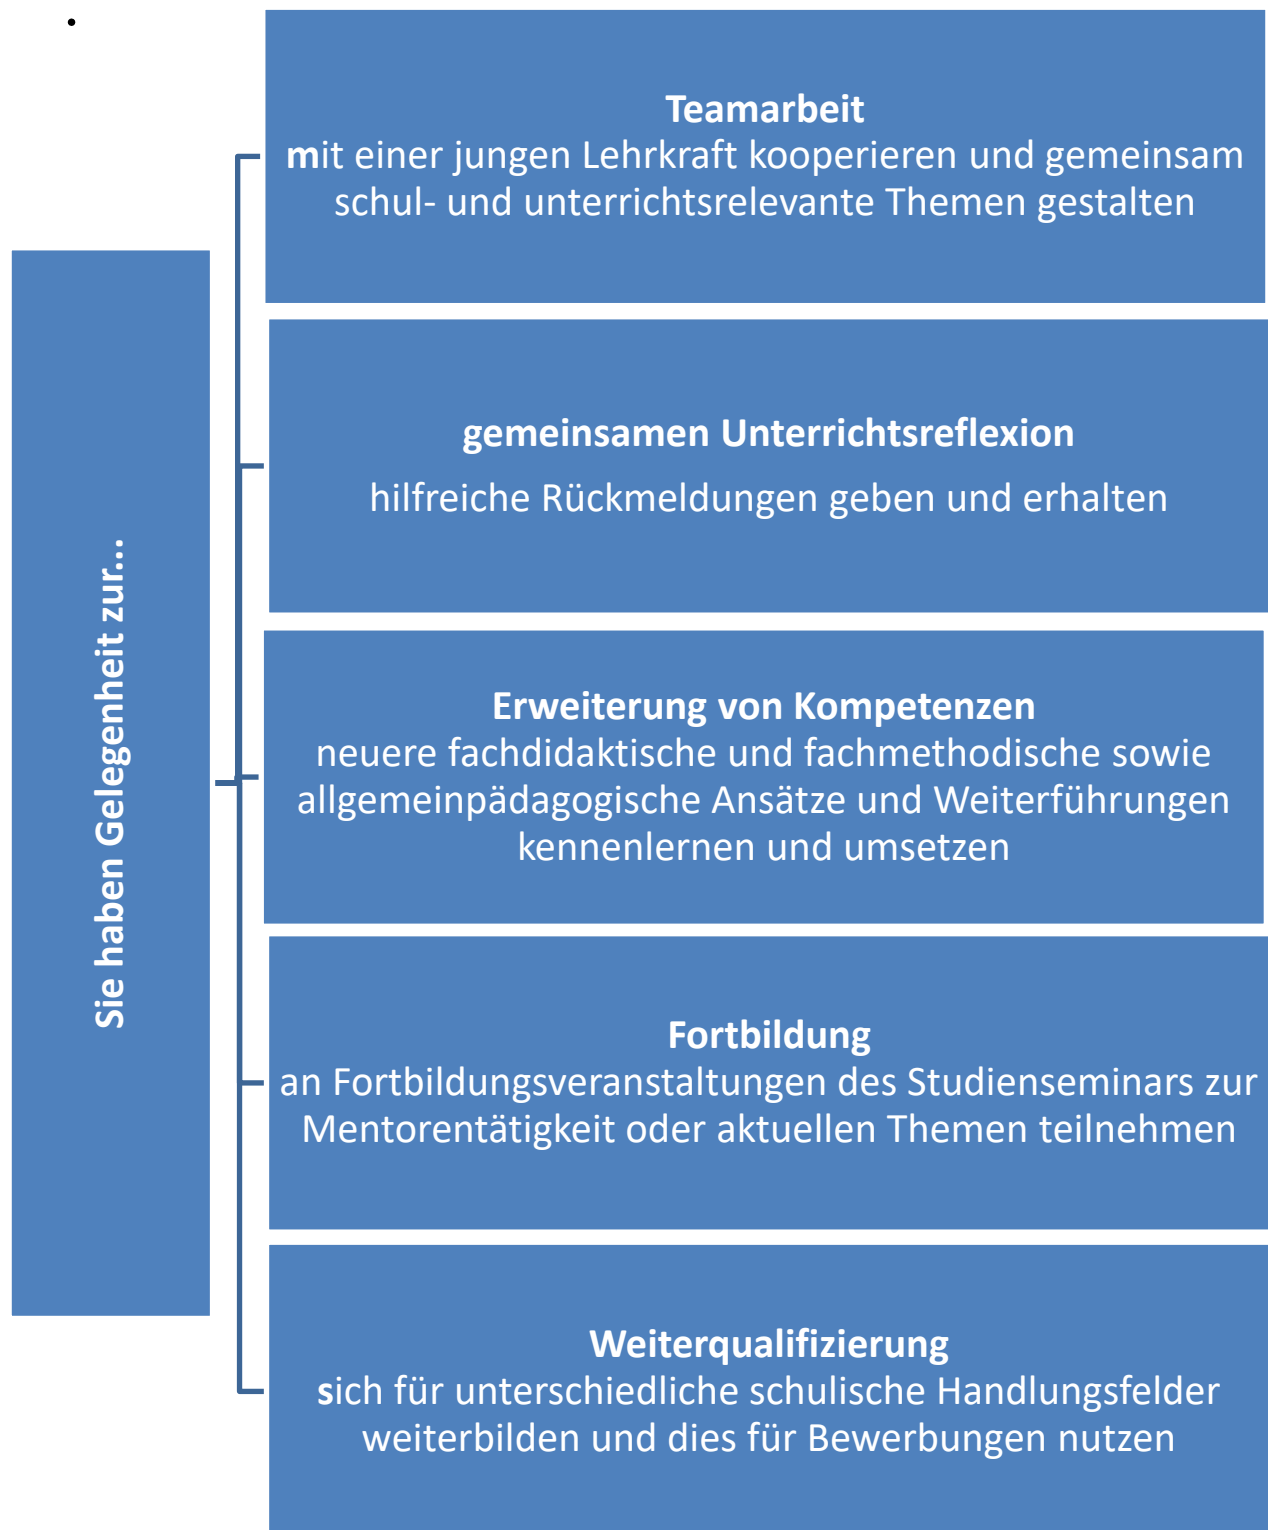 •
Sie haben Gelegenheit zur...
Teamarbeit
mit einer jungen Lehrkraft kooperieren und gemeinsam
schul- und unterrichtsrelevante Themen gestalten
gemeinsamen Unterrichtsreflexion
hilfreiche Rückmeldungen geben und erhalten
Erweiterung von Kompetenzen
neuere fachdidaktische und fachmethodische sowie
allgemeinpädagogische Ansätze und Weiterführungen
kennenlernen und umsetzen
Fortbildung
an Fortbildungsveranstaltungen des Studienseminars zur
Mentorentätigkeit oder aktuellen Themen teilnehmen
Weiterqualifizierung
sich für unterschiedliche schulische Handlungsfelder
weiterbilden und dies für Bewerbungen nutzen